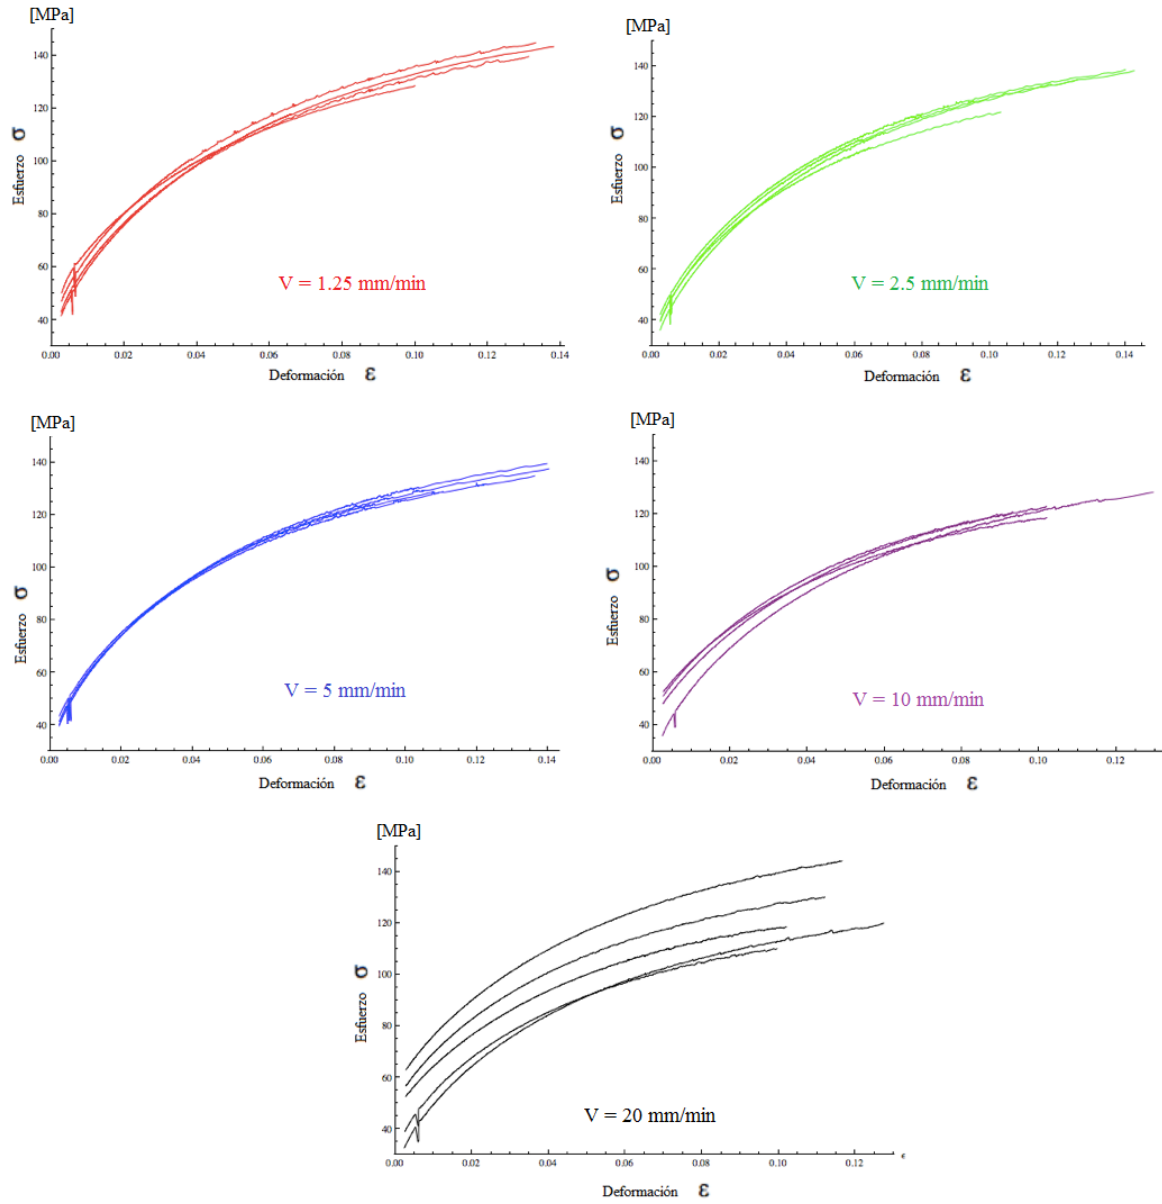 [MPa]
140
120
100
80
60
40
Esfuerzo σ
V = 1.25 mm/min
0.00 0.02 0.04 0.06 0.08 0.10 0.12 0.14
Deformación ε
[MPa]
140
120
100
80
60
40
Esfuerzo σ
V = 2.5 mm/min
0.00 0.02 0.04 0.06 0.08 0.10 0.12 0.14
Deformación ε
[MPa]
140
120
100
80
60
40
Esfuerzo σ
V = 5 mm/min
0.00 0.02 0.04 0.06 0.08 0.10 0.12 0.14
Deformación ε
[MPa]
140
120
100
80
60
40
Esfuerzo σ
V = 10 mm/min
0.00 0.02 0.04 0.06 0.08 0.10 0.12
Deformación ε
[MPa]
140
120
100
80
60
40
Esfuerzo σ
V = 20 mm/min
0.00 0.02 0.04 0.06 0.08 0.10 0.12 ε
Deformación ε